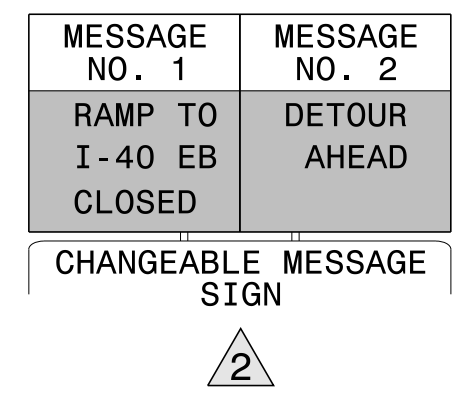 MESSAGE NO. 1
MESSAGE NO. 2
RAMP TO
I-40 EB
CLOSED
DETOUR
AHEAD
CHANGEABLE MESSAGE
SIGN
2